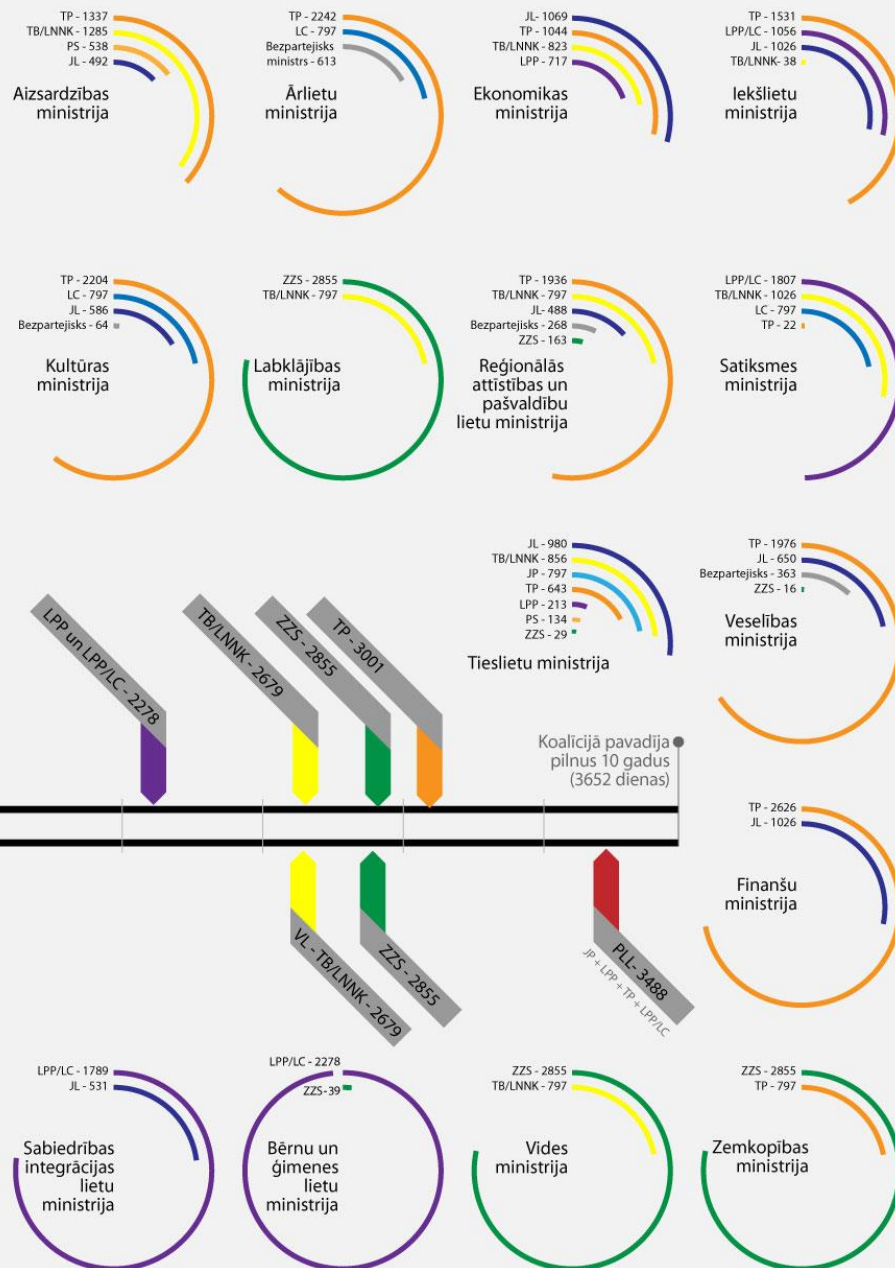 TP - 1337
TB/LNNK - 1285
PS - 538
JL - 492
Aizsardzības
ministrija
TP - 2242
LC - 797
Bezpartejisks
ministrs - 613
Ārlietu
ministrija
JL- 1069
TP - 1044
TB/LNNK - 823
LPP - 717
Ekonomikas
ministrija
TP - 1531
LPP/LC - 1056
JL - 1026
TB/LNNK- 38
Iekšlietu
ministrija
TP - 2204
LC - 797
JL - 586
Bezpartejisks - 64
Kultūras
ministrija
ZZS - 2855
TB/LNNK - 797
Labklājības
ministrija
TP - 1936
TB/LNNK - 797
JL- 488
Bezpartejisks - 268
ZZS - 163
Reģionālās
attīstības un
pašvaldību
lietu ministrija
LPP/LC - 1807
TB/LNNK - 1026
LC - 797
TP - 22
Satiksmes
ministrija
JL - 980
TB/LNNK - 856
JP - 797
TP - 643
LPP - 213
PS - 134
ZZS - 29
Tieslietu ministrija
TP - 1976
JL - 650
Bezpartejisks - 363
ZZS - 16
Veselības
ministrija
LPP un LPP/LC - 2278
TB/LNNK - 2679
ZZS - 2855
TP - 3001
Koalīcijā pavadīja
pilnus 10 gadus
(3652 dienas)
VL - TB/LNNK - 2679
ZZS - 2855
PLL- 3488
JP + LPP + TP + LPP/LC
TP - 2626
JL - 1026
Finanšu
ministrija
LPP/LC - 1789
JL - 531
Sabiedrības
integrācijas
lietu
ministrija
LPP/LC - 2278
ZZS-39
Bērnu un
ģimenes
lietu
ministrija
ZZS - 2855
TB/LNNK - 797
Vides
ministrija
ZZS - 2855
TP - 797
Zemkopības
ministrija